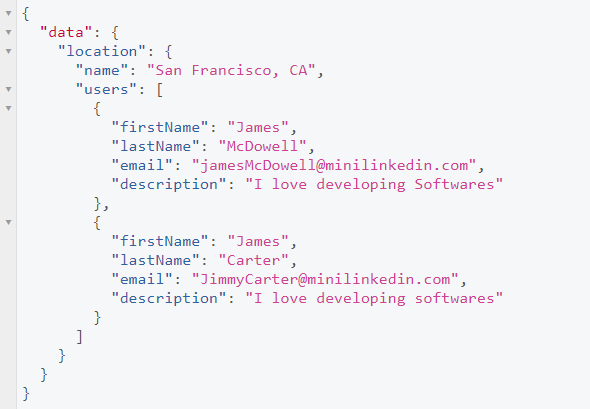 {
  "data": {
    "location": {
      "name": "San Francisco, CA",
      "users": [
        {
          "firstName": "James",
          "lastName": "McDowell",
          "email": "jamesMcDowell@minilinkedin.com",
          "description": "I love developing Softwares"
        },
        {
          "firstName": "James",
          "lastName": "Carter",
          "email": "JimmyCarter@minilinkedin.com",
          "description": "I love developing softwares"
        }
      ]
    }
  }
}